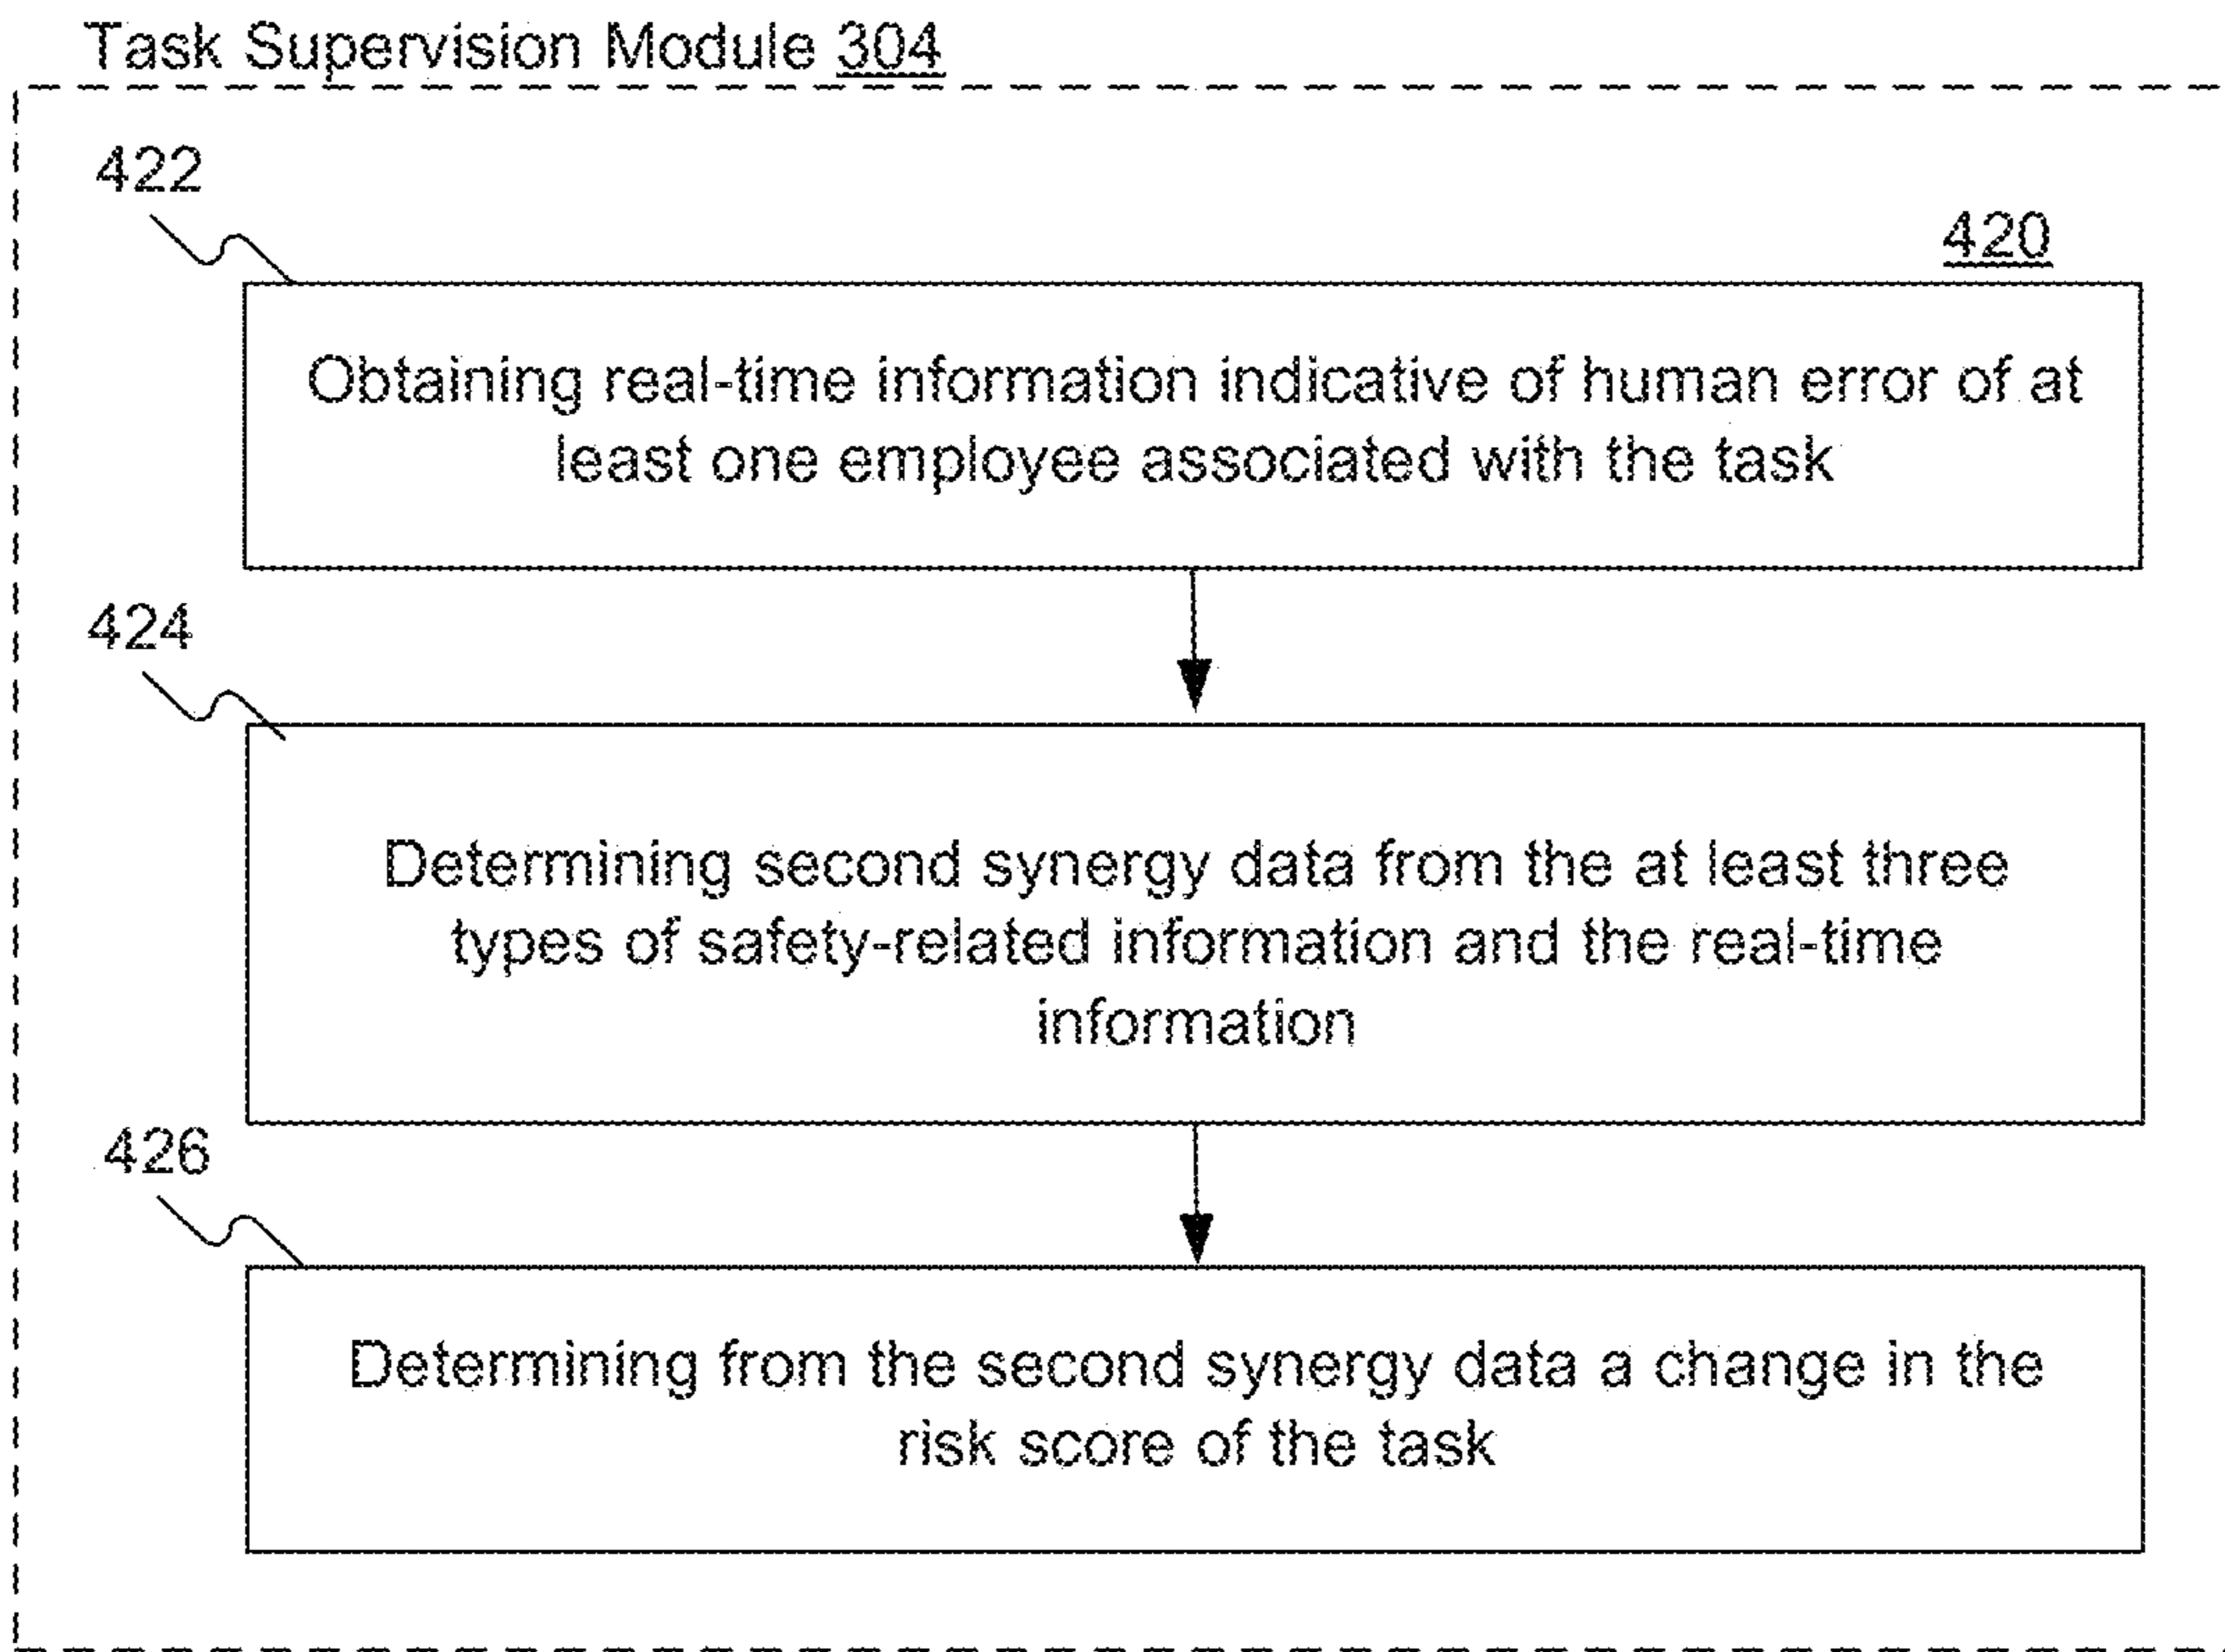 Task Supervision Module 304
422
420
Obtaining real-time information indicative of human error of at
least one employee associated with the task
424
Determining second synergy data from the at least three
types of safety-related information and the real-time
information
426
Determining from the second synergy data a change in the
risk score of the task